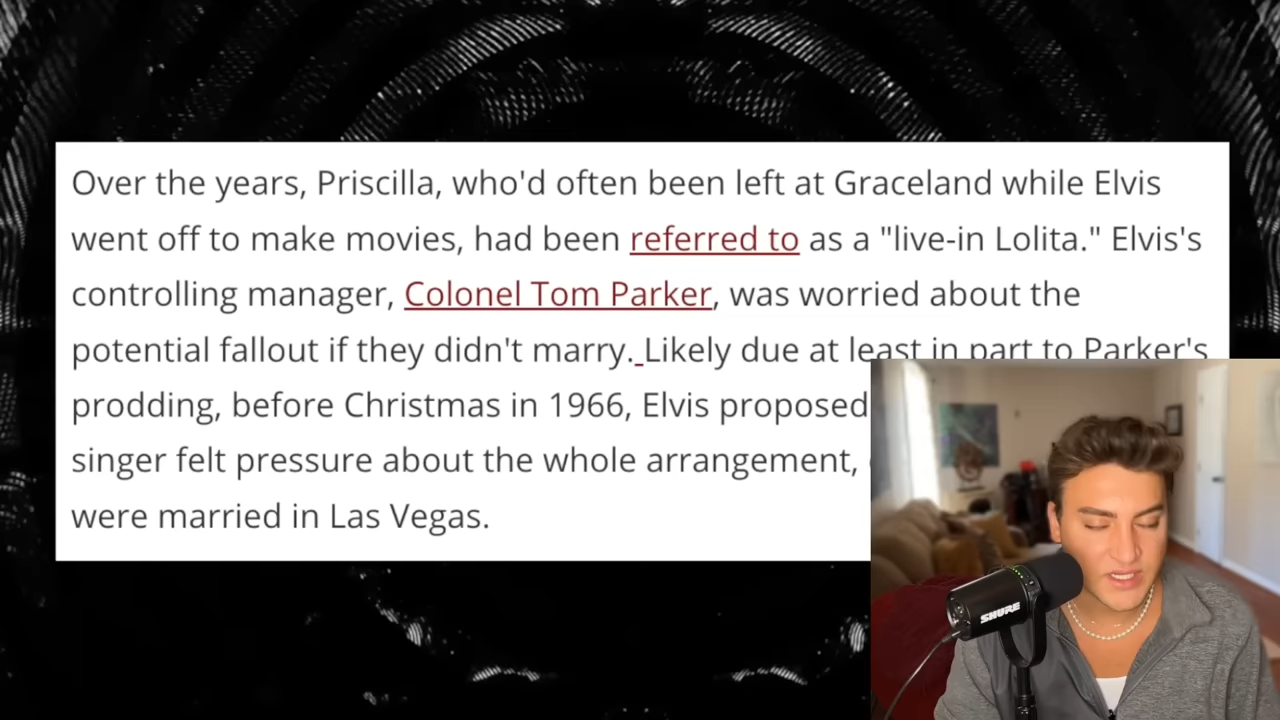 Over the years, Priscilla, who'd often been left at Graceland while Elvis
went off to make movies, had been referred to as a "live-in Lolita." Elvis's
controlling manager, Colonel Tom Parker, was worried about the
potential fallout if they didn't marry. Likely due at least in part to Parker's
prodding, before Christmas in 1966, Elvis proposed
singer felt pressure about the whole arrangement,
were married in Las Vegas.
SHURE